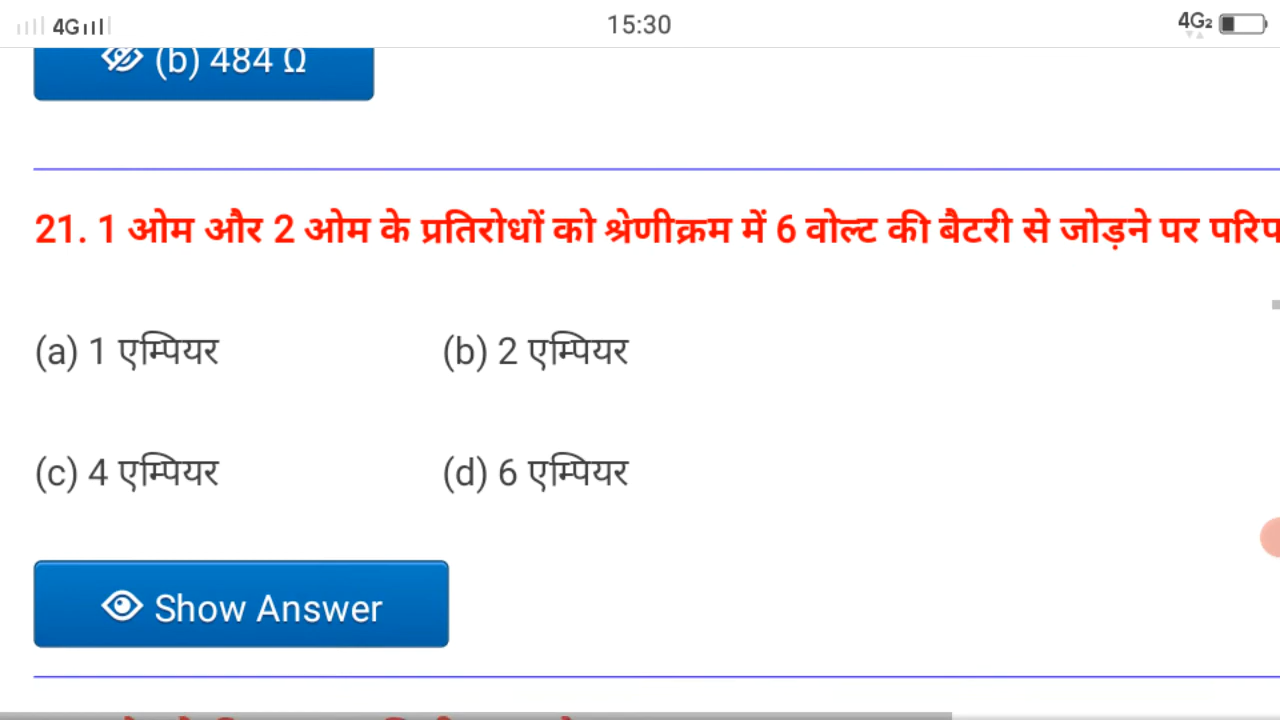 4G 15:30 4G2
(b) 484 Ω
21. 1 ओम और 2 ओम के प्रतिरोधों को श्रेणीक्रम में 6 वोल्ट की बैटरी से जोड़ने पर
(a) 1 एम्पियर (b) 2 एम्पियर
(c) 4 एम्पियर (d) 6 एम्पियर
Show Answer